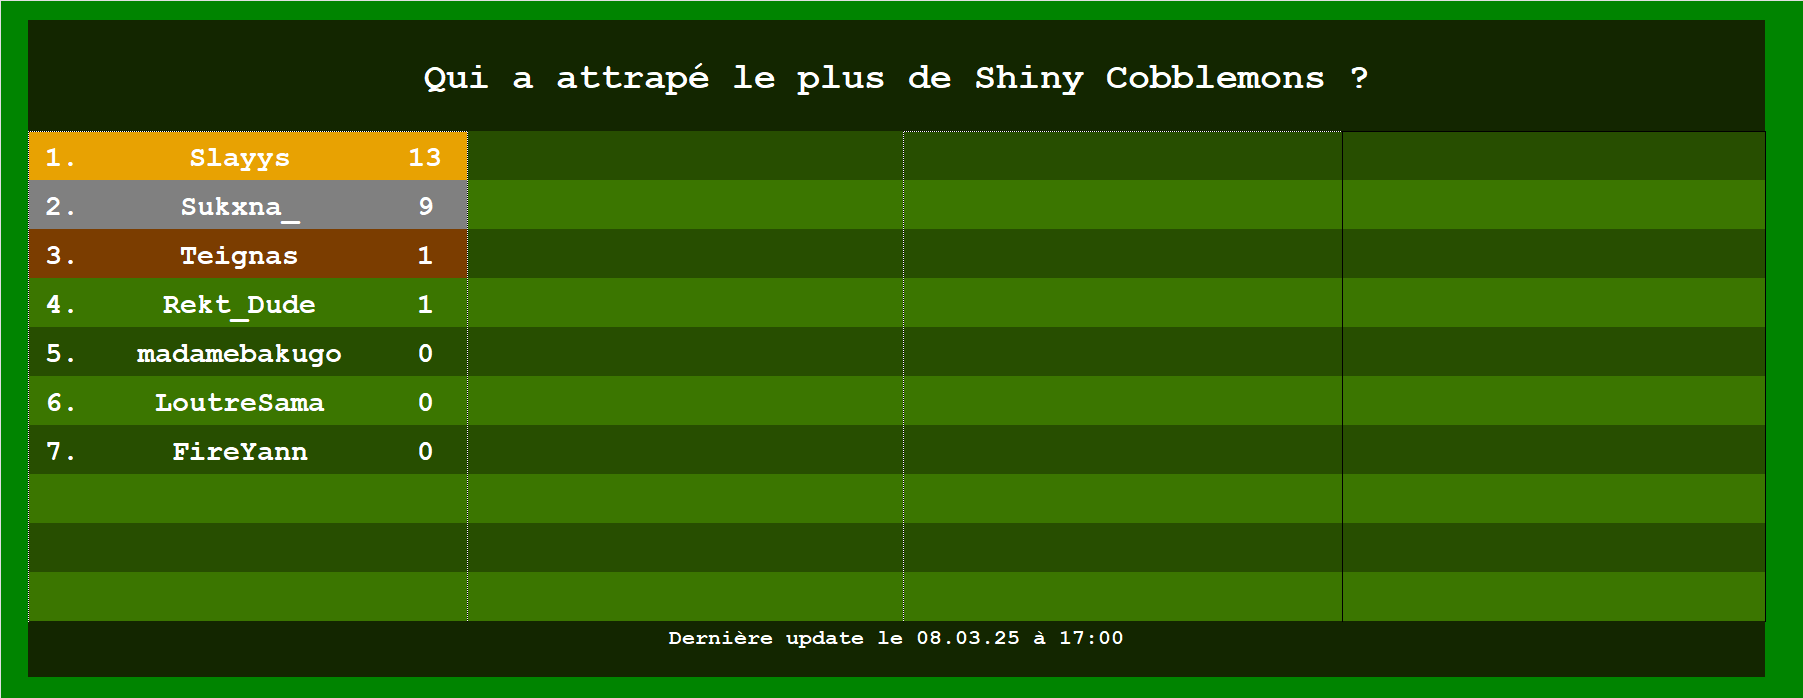 Qui a attrapé le plus de Shiny Cobblemons ?
1. Slayys 13
2. Sukxna_ 9
3. Teignas 1
4. Rekt_Dude 1
5. madamebakugo 0
6. LoutreSama 0
7. FireYann 0
Dernière update le 08.03.25 à 17:00